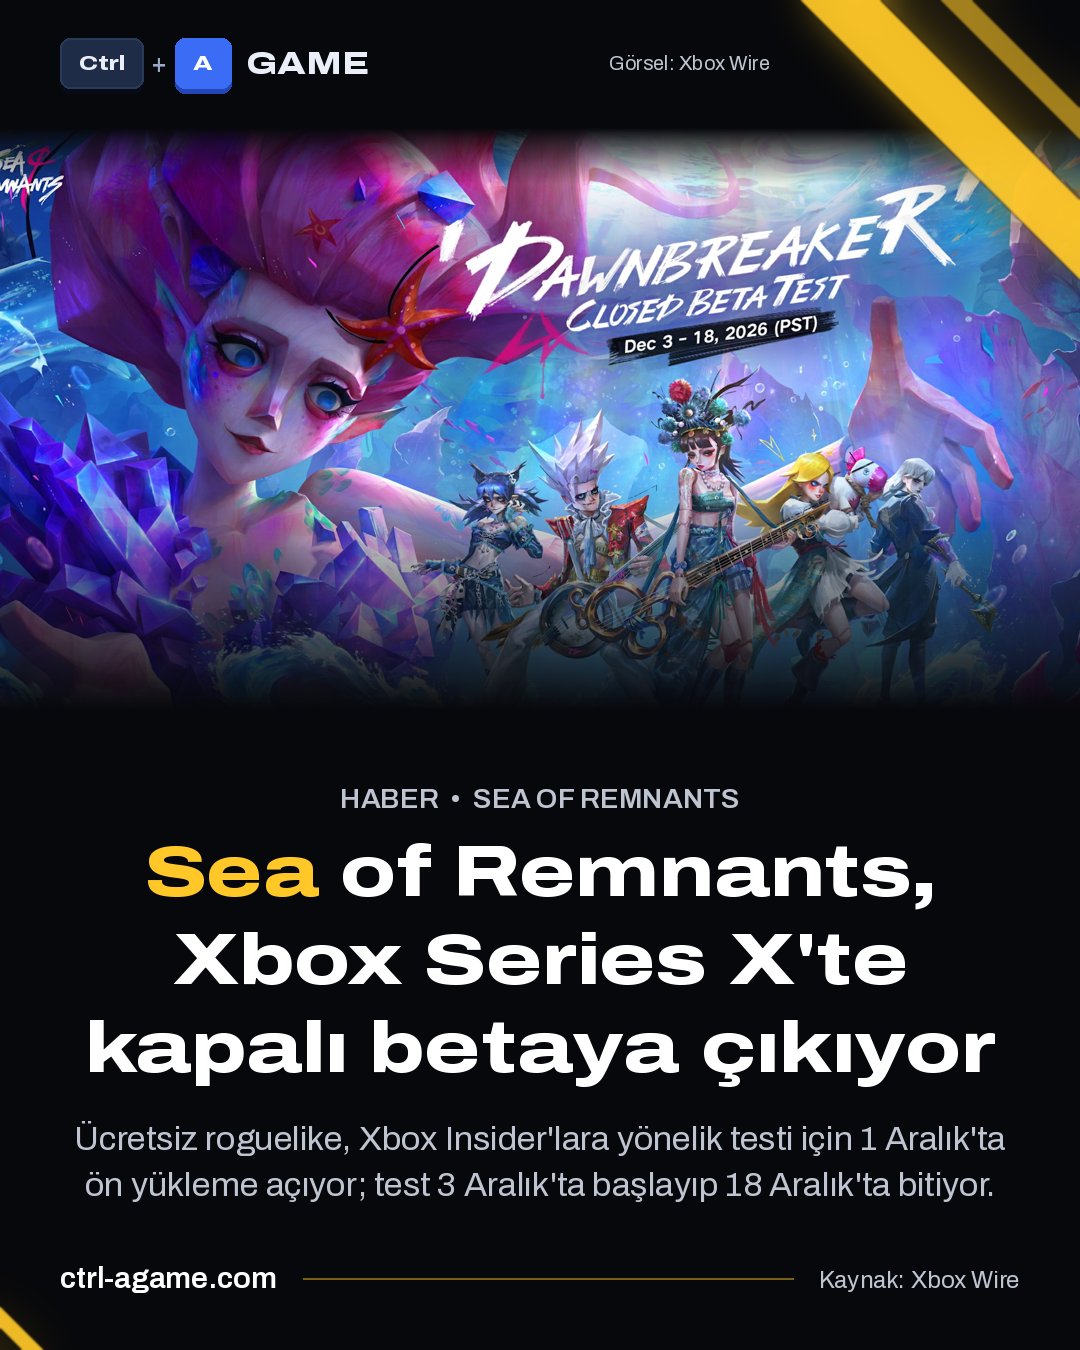 Ctrl + A GAME
Görsel: Xbox Wire
SEA
MNANTS
'DAWNBREAKER'
CLOSED BETA TEST
Dec 3 - 18, 2026 (PST)
HABER • SEA OF REMNANTS
Sea of Remnants,
Xbox Series X'te
kapalı betaya çıkıyor
Ücretsiz roguelike, Xbox Insider'lara yönelik testi için 1 Aralık'ta
ön yükleme açıyor; test 3 Aralık'ta başlayıp 18 Aralık'ta bitiyor.
ctrl-agame.com
Kaynak: Xbox Wire